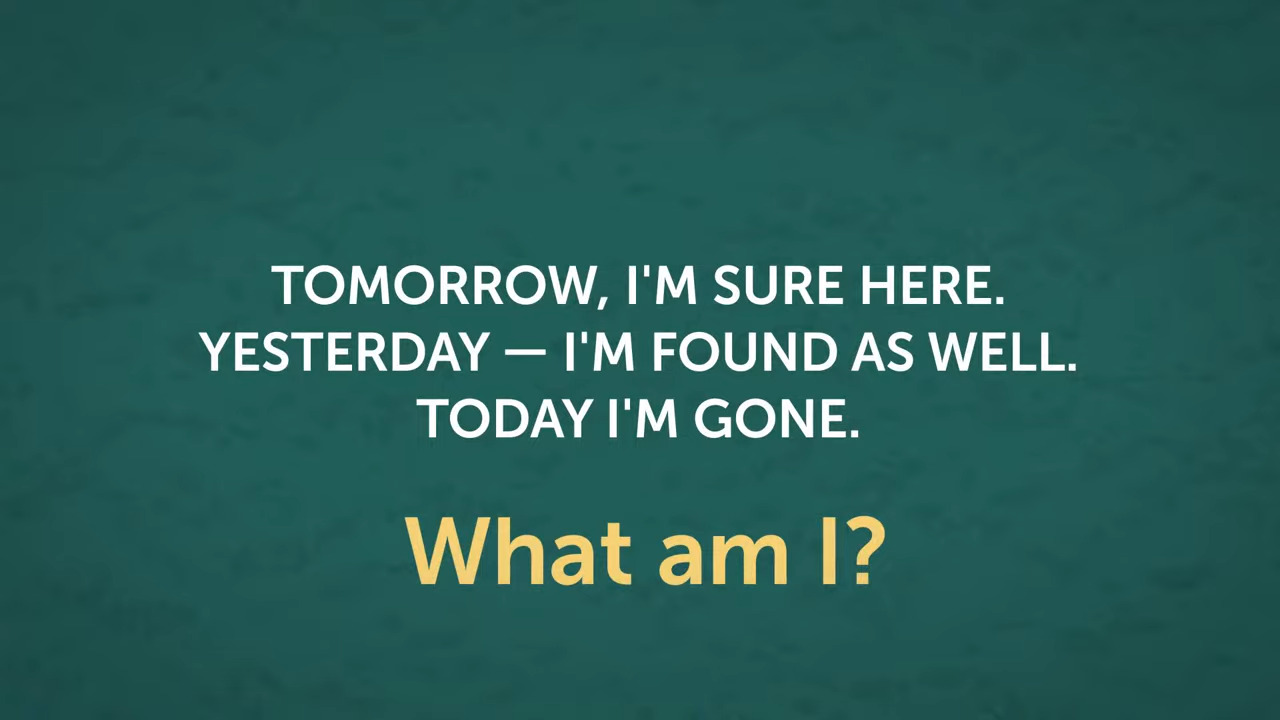 TOMORROW, I'M SURE HERE.
YESTERDAY — I'M FOUND AS WELL.
TODAY I'M GONE.
What am I?